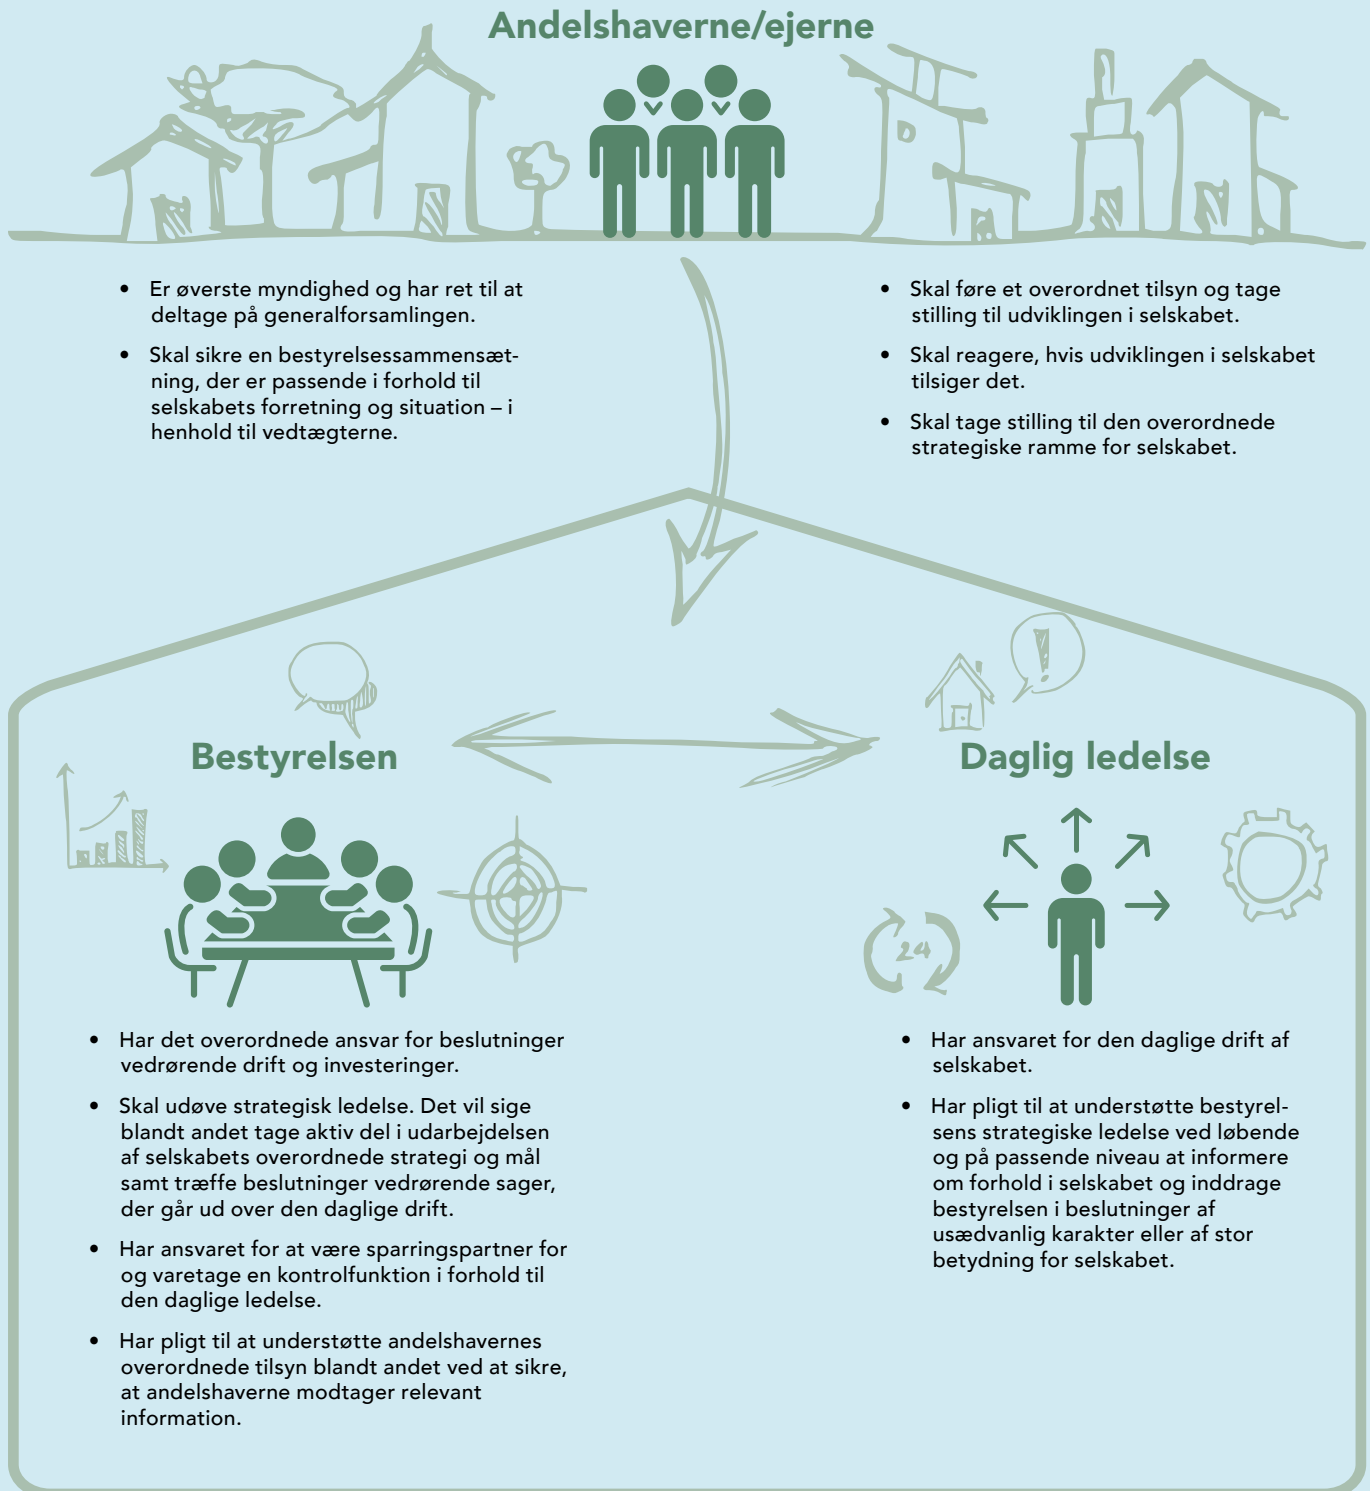 Andelshaverne/ejerne
• Er øverste myndighed og har ret til at
deltage på generalforsamlingen.
• Skal sikre en bestyrelsessammensæt-
ning, der er passende i forhold til
selskabets forretning og situation – i
henhold til vedtægterne.
• Skal føre et overordnet tilsyn og tage
stilling til udviklingen i selskabet.
• Skal reagere, hvis udviklingen i selskabet
tilsiger det.
• Skal tage stilling til den overordnede
strategiske ramme for selskabet.
Bestyrelsen
• Har det overordnede ansvar for beslutninger
vedrørende drift og investeringer.
• Skal udøve strategisk ledelse. Det vil sige
blandt andet tage aktiv del i udarbejdelsen
af selskabets overordnede strategi og mål
samt træffe beslutninger vedrørende sager,
der går ud over den daglige drift.
• Har ansvaret for at være sparringspartner for
og varetage en kontrolfunktion i forhold til
den daglige ledelse.
• Har pligt til at understøtte andelshavernes
overordnede tilsyn blandt andet ved at sikre,
at andelshaverne modtager relevant
information.
!
Daglig ledelse
24
• Har ansvaret for den daglige drift af
selskabet.
• Har pligt til at understøtte bestyrel-
sens strategiske ledelse ved løbende
og på passende niveau at informere
om forhold i selskabet og inddrage
bestyrelsen i beslutninger af
usædvanlig karakter eller af stor
betydning for selskabet.